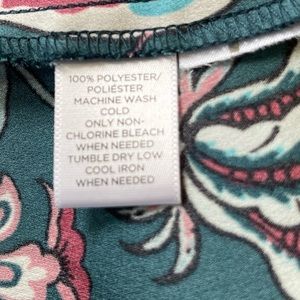 100% POLYESTER/
POLIÉSTER
MACHINE WASH
COLD
ONLY NON-
CHLORINE BLEACH
WHEN NEEDED
TUMBLE DRY LOW
COOL IRON
WHEN NEEDED